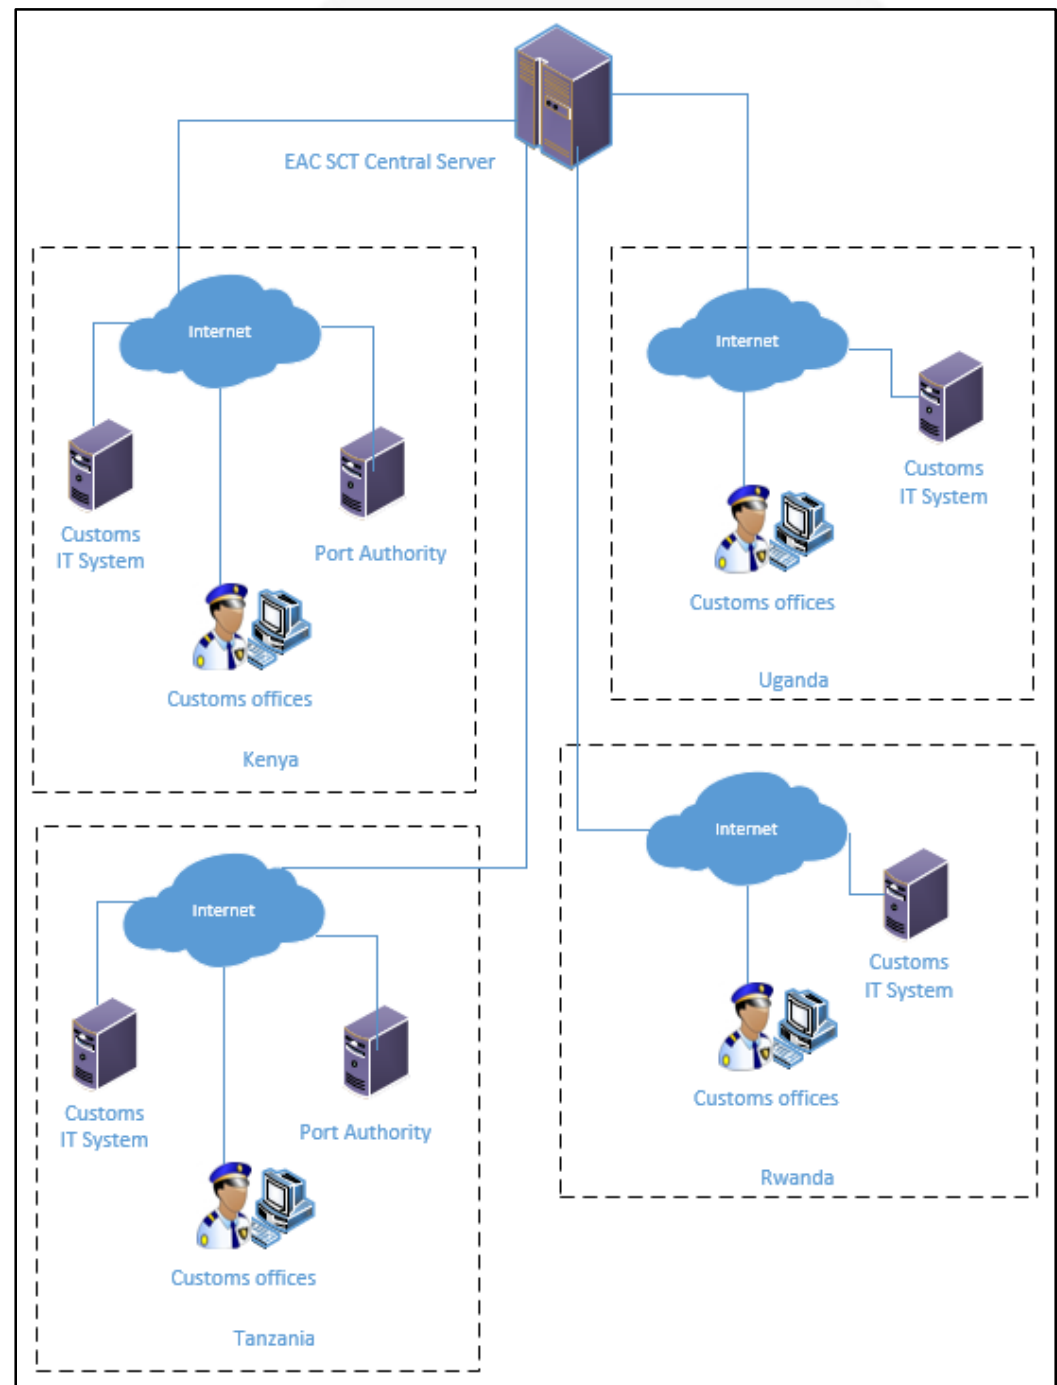 EAC SCT Central Server
Internet
Customs
IT System
Port Authority
Customs offices
Kenya
Internet
Customs
IT System
Customs offices
Uganda
Internet
Customs
IT System
Port Authority
Customs offices
Tanzania
Internet
Customs
IT System
Customs offices
Rwanda